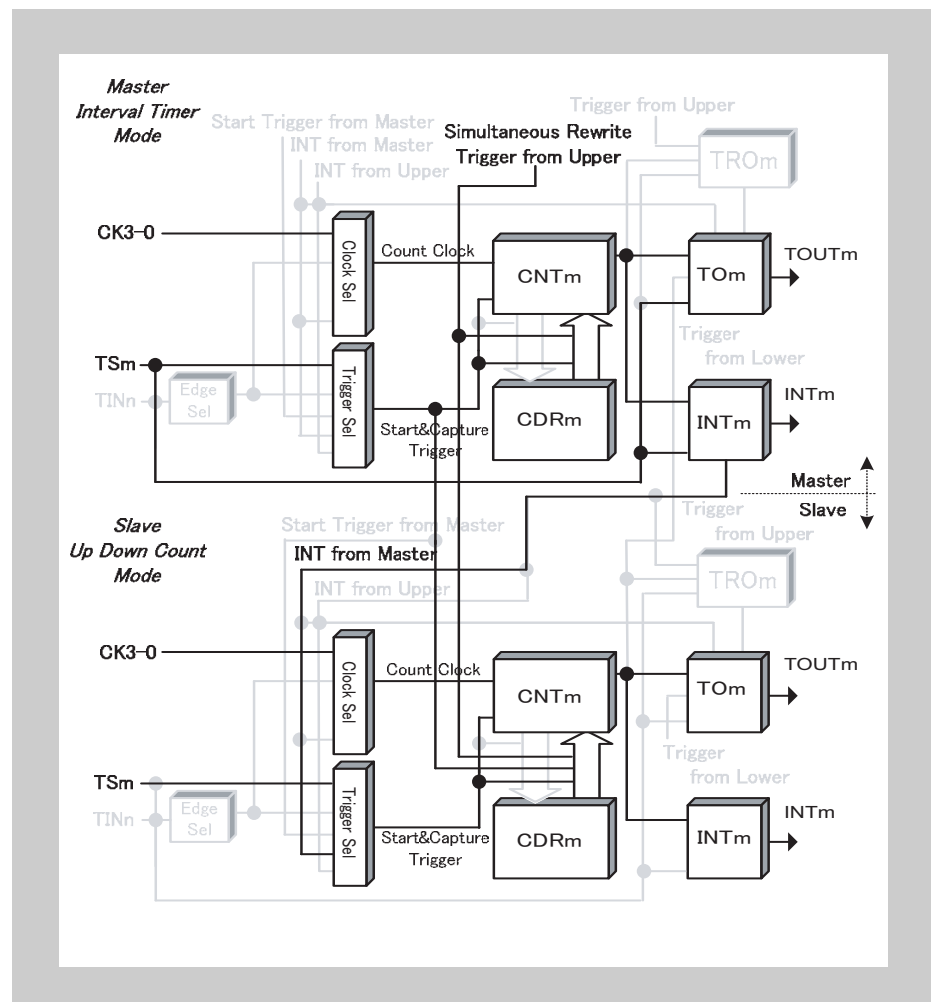 Master
Interval Timer
Mode
Trigger from Upper
Start Trigger from Master
INT from Master
INT from Upper
Simultaneous Rewrite
Trigger from Upper
TROm
CK3-0
Clock Sel
Count Clock
CNTm
TOm
TOUTm
Trigger
from Lower
TSm
TINn
Edge
Sel
Trigger Sel
Start&Capture
Trigger
CDRm
INTm
INTm
Master
Slave
Slave
Up Down Count
Mode
Start Trigger from Master
INT from Master
INT from Upper
Trigger
from Upper
TROm
CK3-0
Clock Sel
Count Clock
CNTm
TOm
TOUTm
Trigger
from Lower
TSm
TINn
Edge
Sel
Trigger Sel
Start&Capture
Trigger
CDRm
INTm
INTm